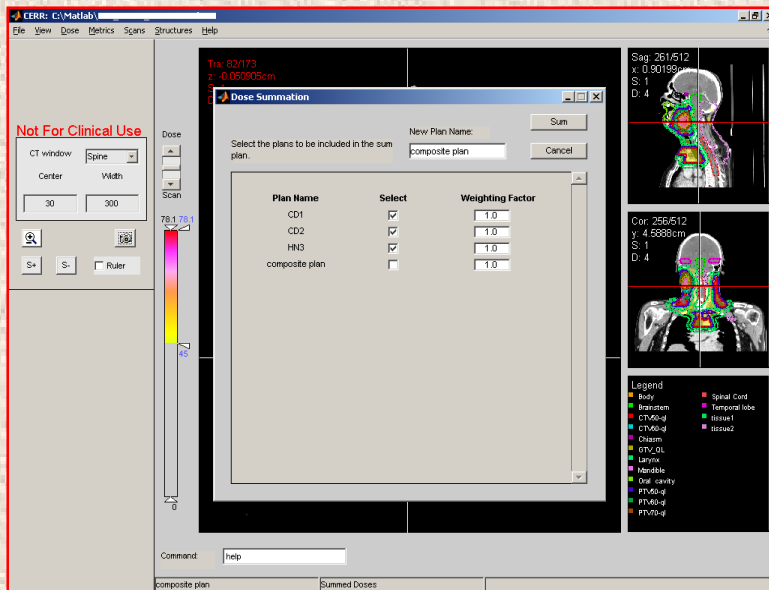 CERR: C:\Matlab\
File View Dose Metrics Scans Structures Help
Not For Clinical Use
CT window Spine
Center Width
30 300
S+ S- Ruler
Dose
Scan
78.1 78.1
45
0
Tra: 82/173
z: -0.060905cm
S:
Dose Summation
Select the plans to be included in the sum plan.
New Plan Name:
composite plan
Sum
Cancel
Plan Name Select Weighting Factor
CD1 1.0
CD2 1.0
HN3 1.0
composite plan 1.0
Sag: 261/512
x: 0.90199cm
S: 1
D: 4
Cor: 256/512
y: 4.5888cm
S: 1
D: 4
Legend
Body
Brainstem
CTV50-ql
CTV60-ql
Chiasm
GTV_QL
Larynx
Mandible
Oral cavity
PTV50-ql
PTV60-ql
PTV70-ql
Spinal Cord
Temporal lobe
tissue1
tissue2
Command: help
composite plan Summed Doses